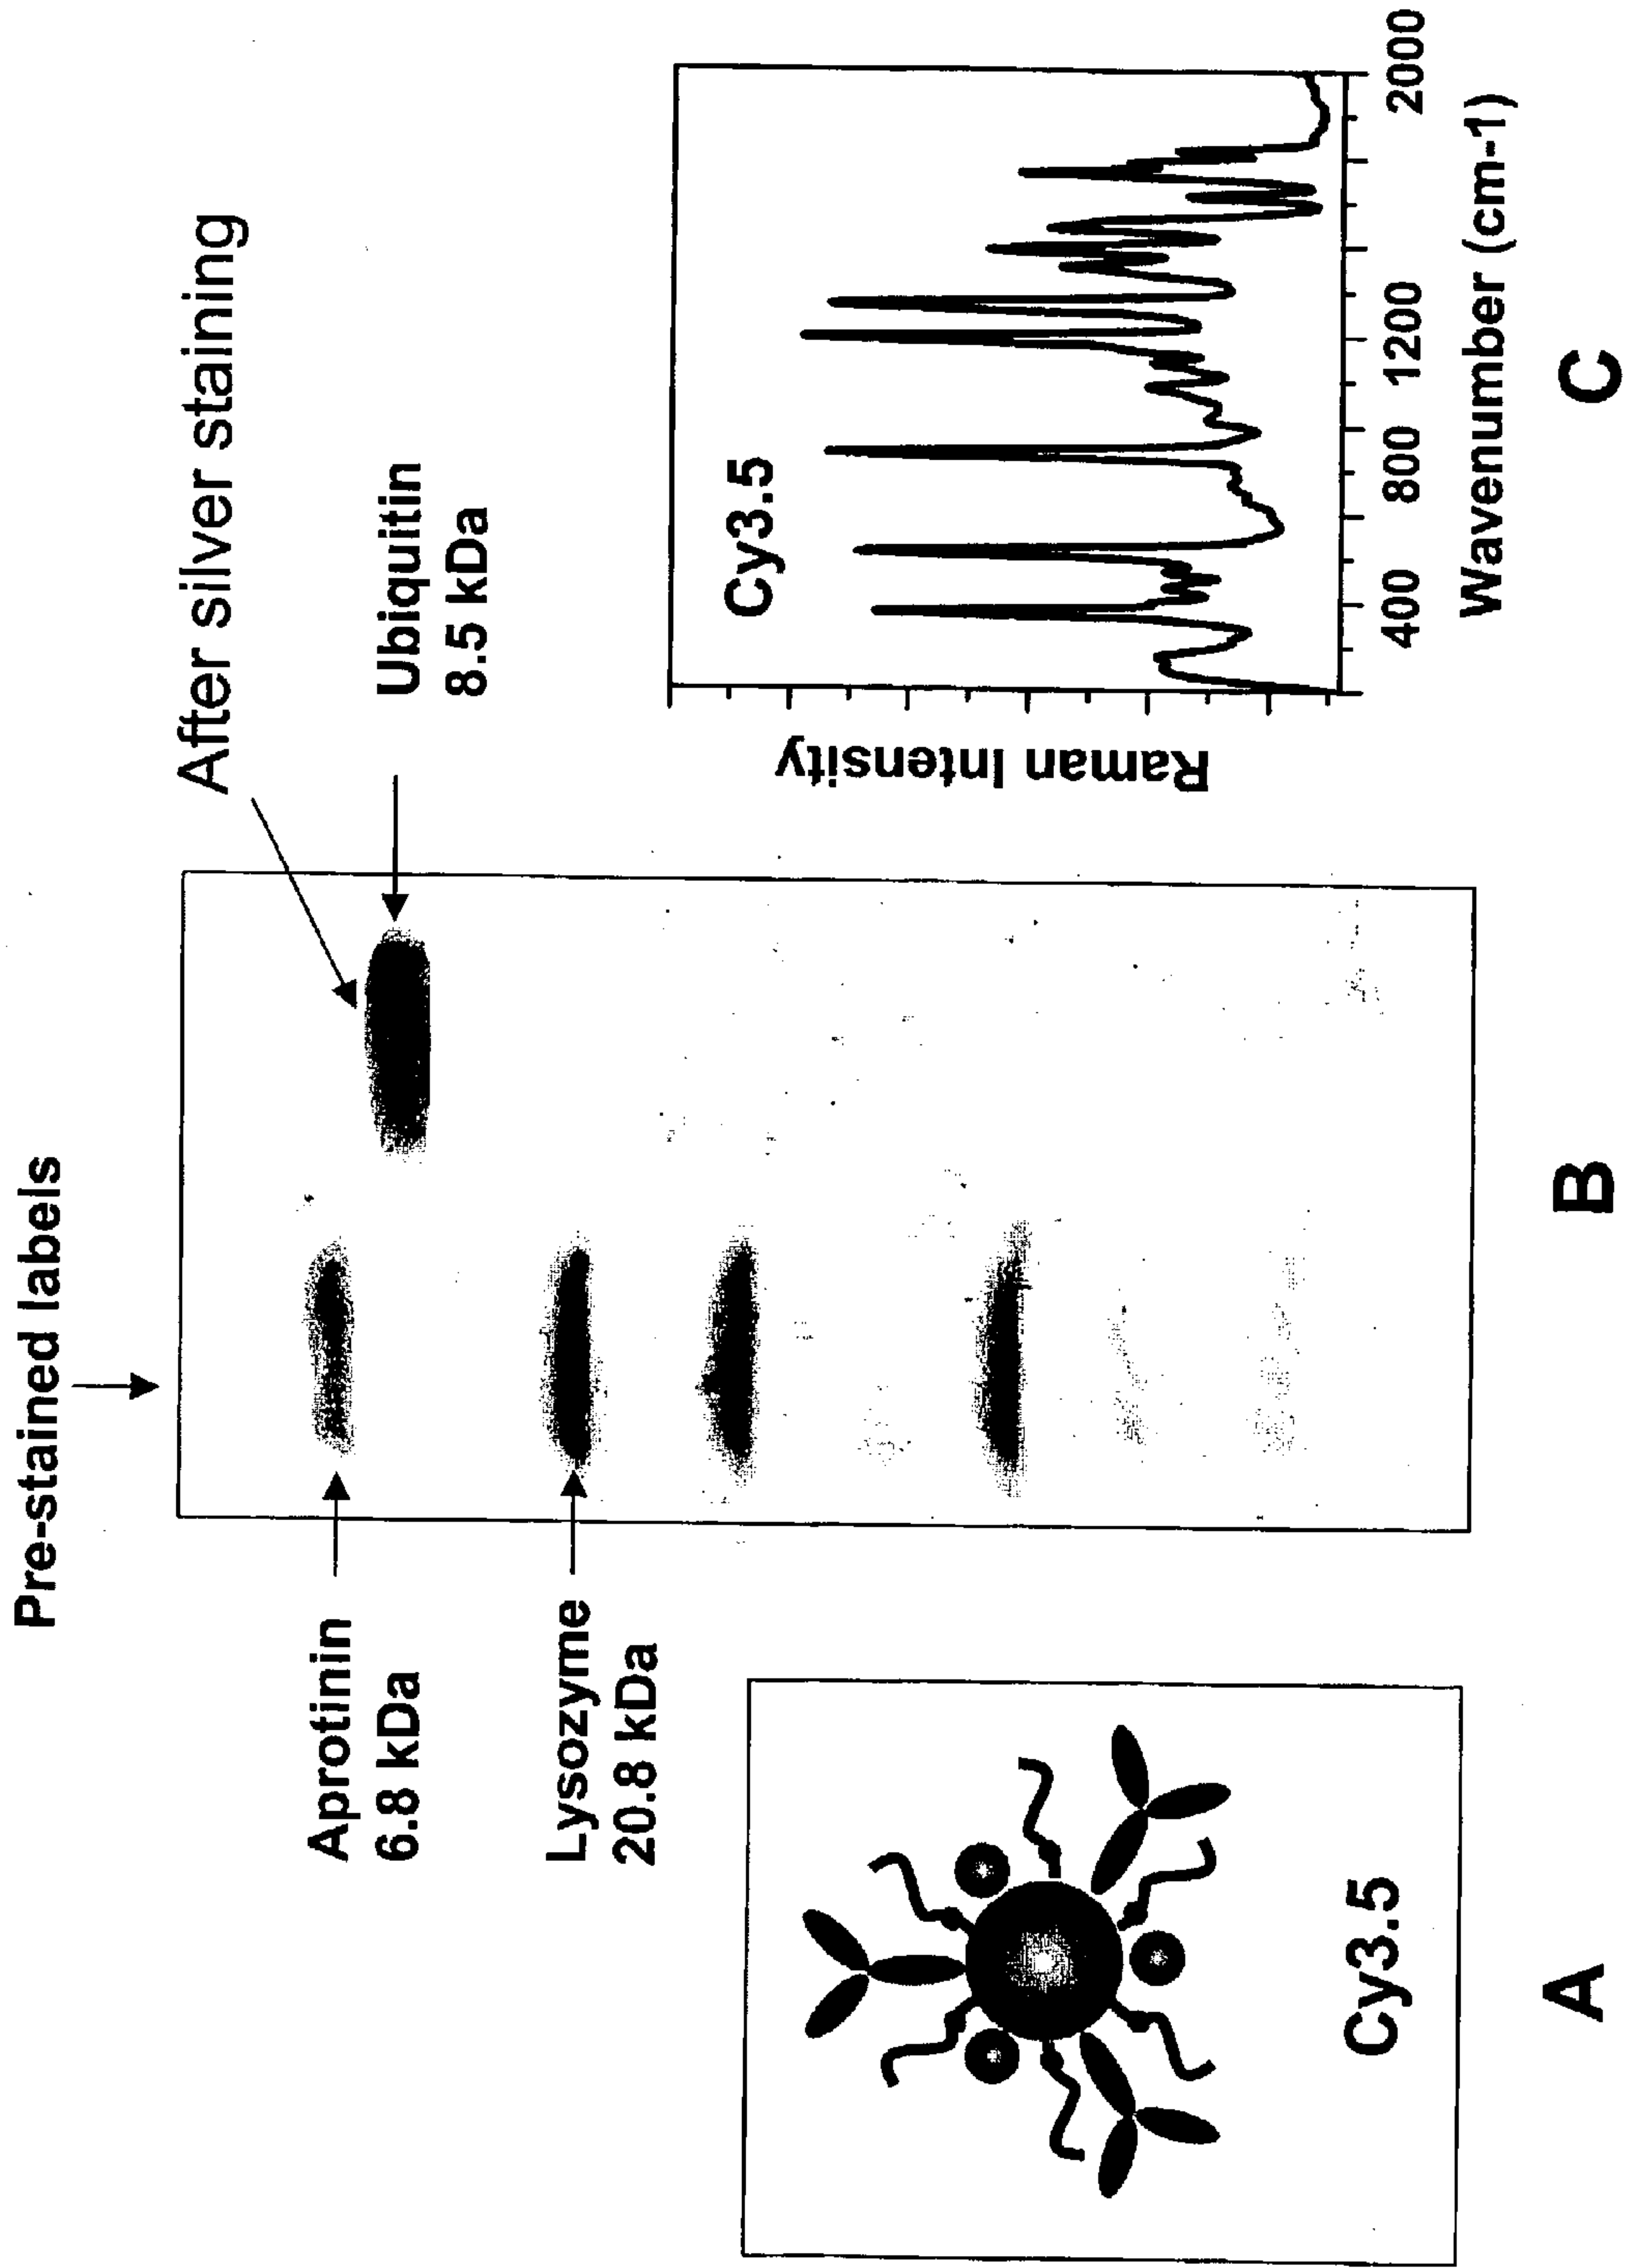 Pre-stained labels
After silver staining
Aprotinin
6.8 kDa
Lysozyme
20.8 kDa
Ubiquitin
8.5 kDa
Cy3.5
A
B
Cy3.5
Raman Intensity
400 800 1200 2000
Wavenumber (cm-1)
C